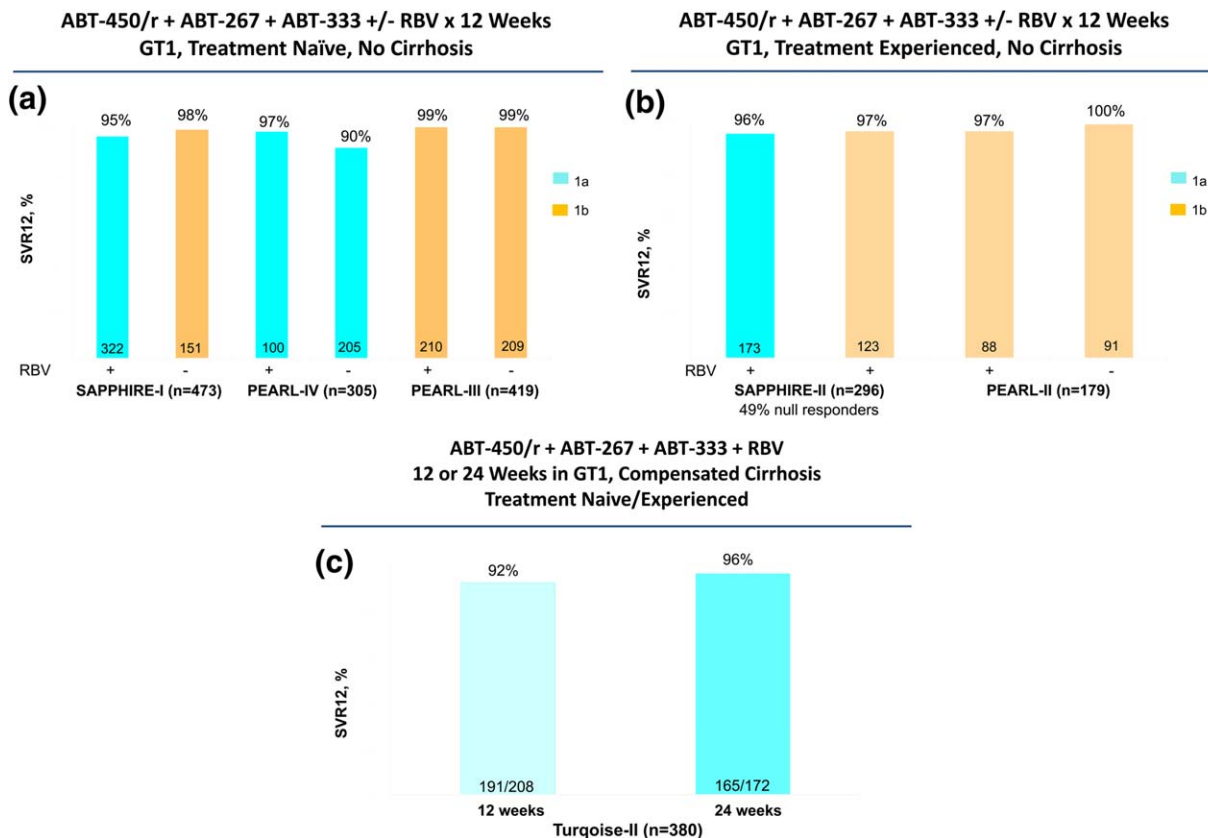 ABT-450/r + ABT-267 + ABT-333 +/- RBV x 12 Weeks
GT1, Treatment Naïve, No Cirrhosis
(a)
95%
98%
97%
90%
99%
99%
1a
1b
SVR12, %
322
151
100
205
210
209
RBV
+
-
+
-
+
-
SAPPHIRE-I (n=473)
PEARL-IV (n=305)
PEARL-III (n=419)
ABT-450/r + ABT-267 + ABT-333 +/- RBV x 12 Weeks
GT1, Treatment Experienced, No Cirrhosis
(b)
96%
97%
97%
100%
1a
1b
SVR12, %
173
123
88
91
RBV
+
+
+
-
SAPPHIRE-II (n=296)
PEARL-II (n=179)
49% null responders
ABT-450/r + ABT-267 + ABT-333 + RBV
12 or 24 Weeks in GT1, Compensated Cirrhosis
Treatment Naive/Experienced
(c)
92%
96%
SVR12, %
191/208
165/172
12 weeks
24 weeks
Turqoise-II (n=380)